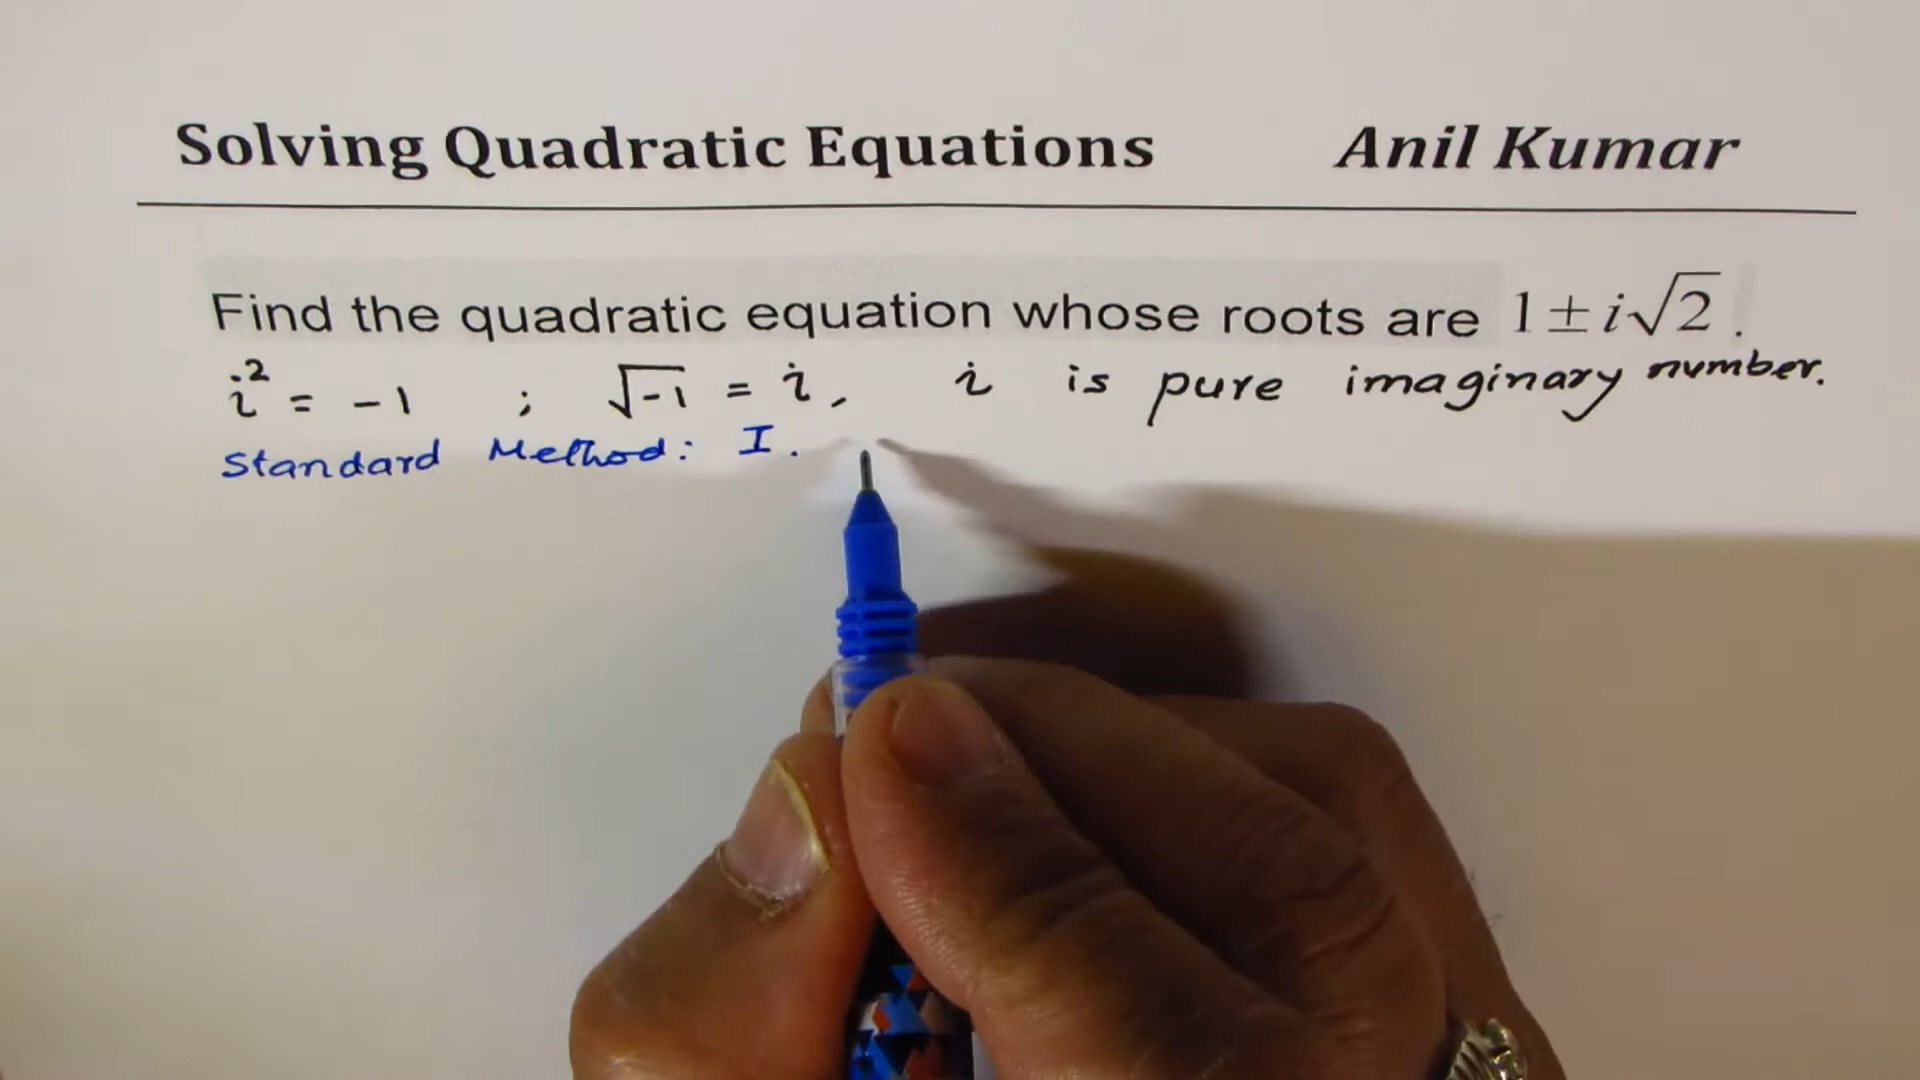 Solving Quadratic Equations Anil Kumar
Find the quadratic equation whose roots are 1 ± i√2 .
i² = -1 ; √-1 = i, i is pure imaginary number.
Standard Method: I.